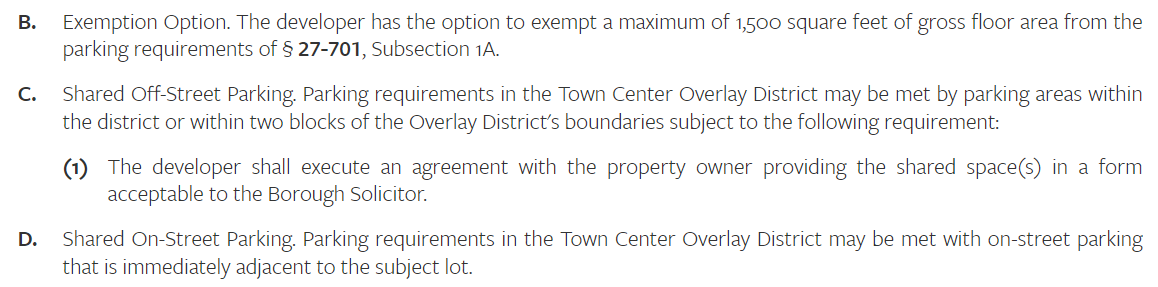 B. Exemption Option. The developer has the option to exempt a maximum of 1,500 square feet of gross floor area from the
parking requirements of § 27-701, Subsection 1A.
C. Shared Off-Street Parking. Parking requirements in the Town Center Overlay District may be met by parking areas within
the district or within two blocks of the Overlay District's boundaries subject to the following requirement:
(1) The developer shall execute an agreement with the property owner providing the shared space(s) in a form
acceptable to the Borough Solicitor.
D. Shared On-Street Parking. Parking requirements in the Town Center Overlay District may be met with on-street parking
that is immediately adjacent to the subject lot.